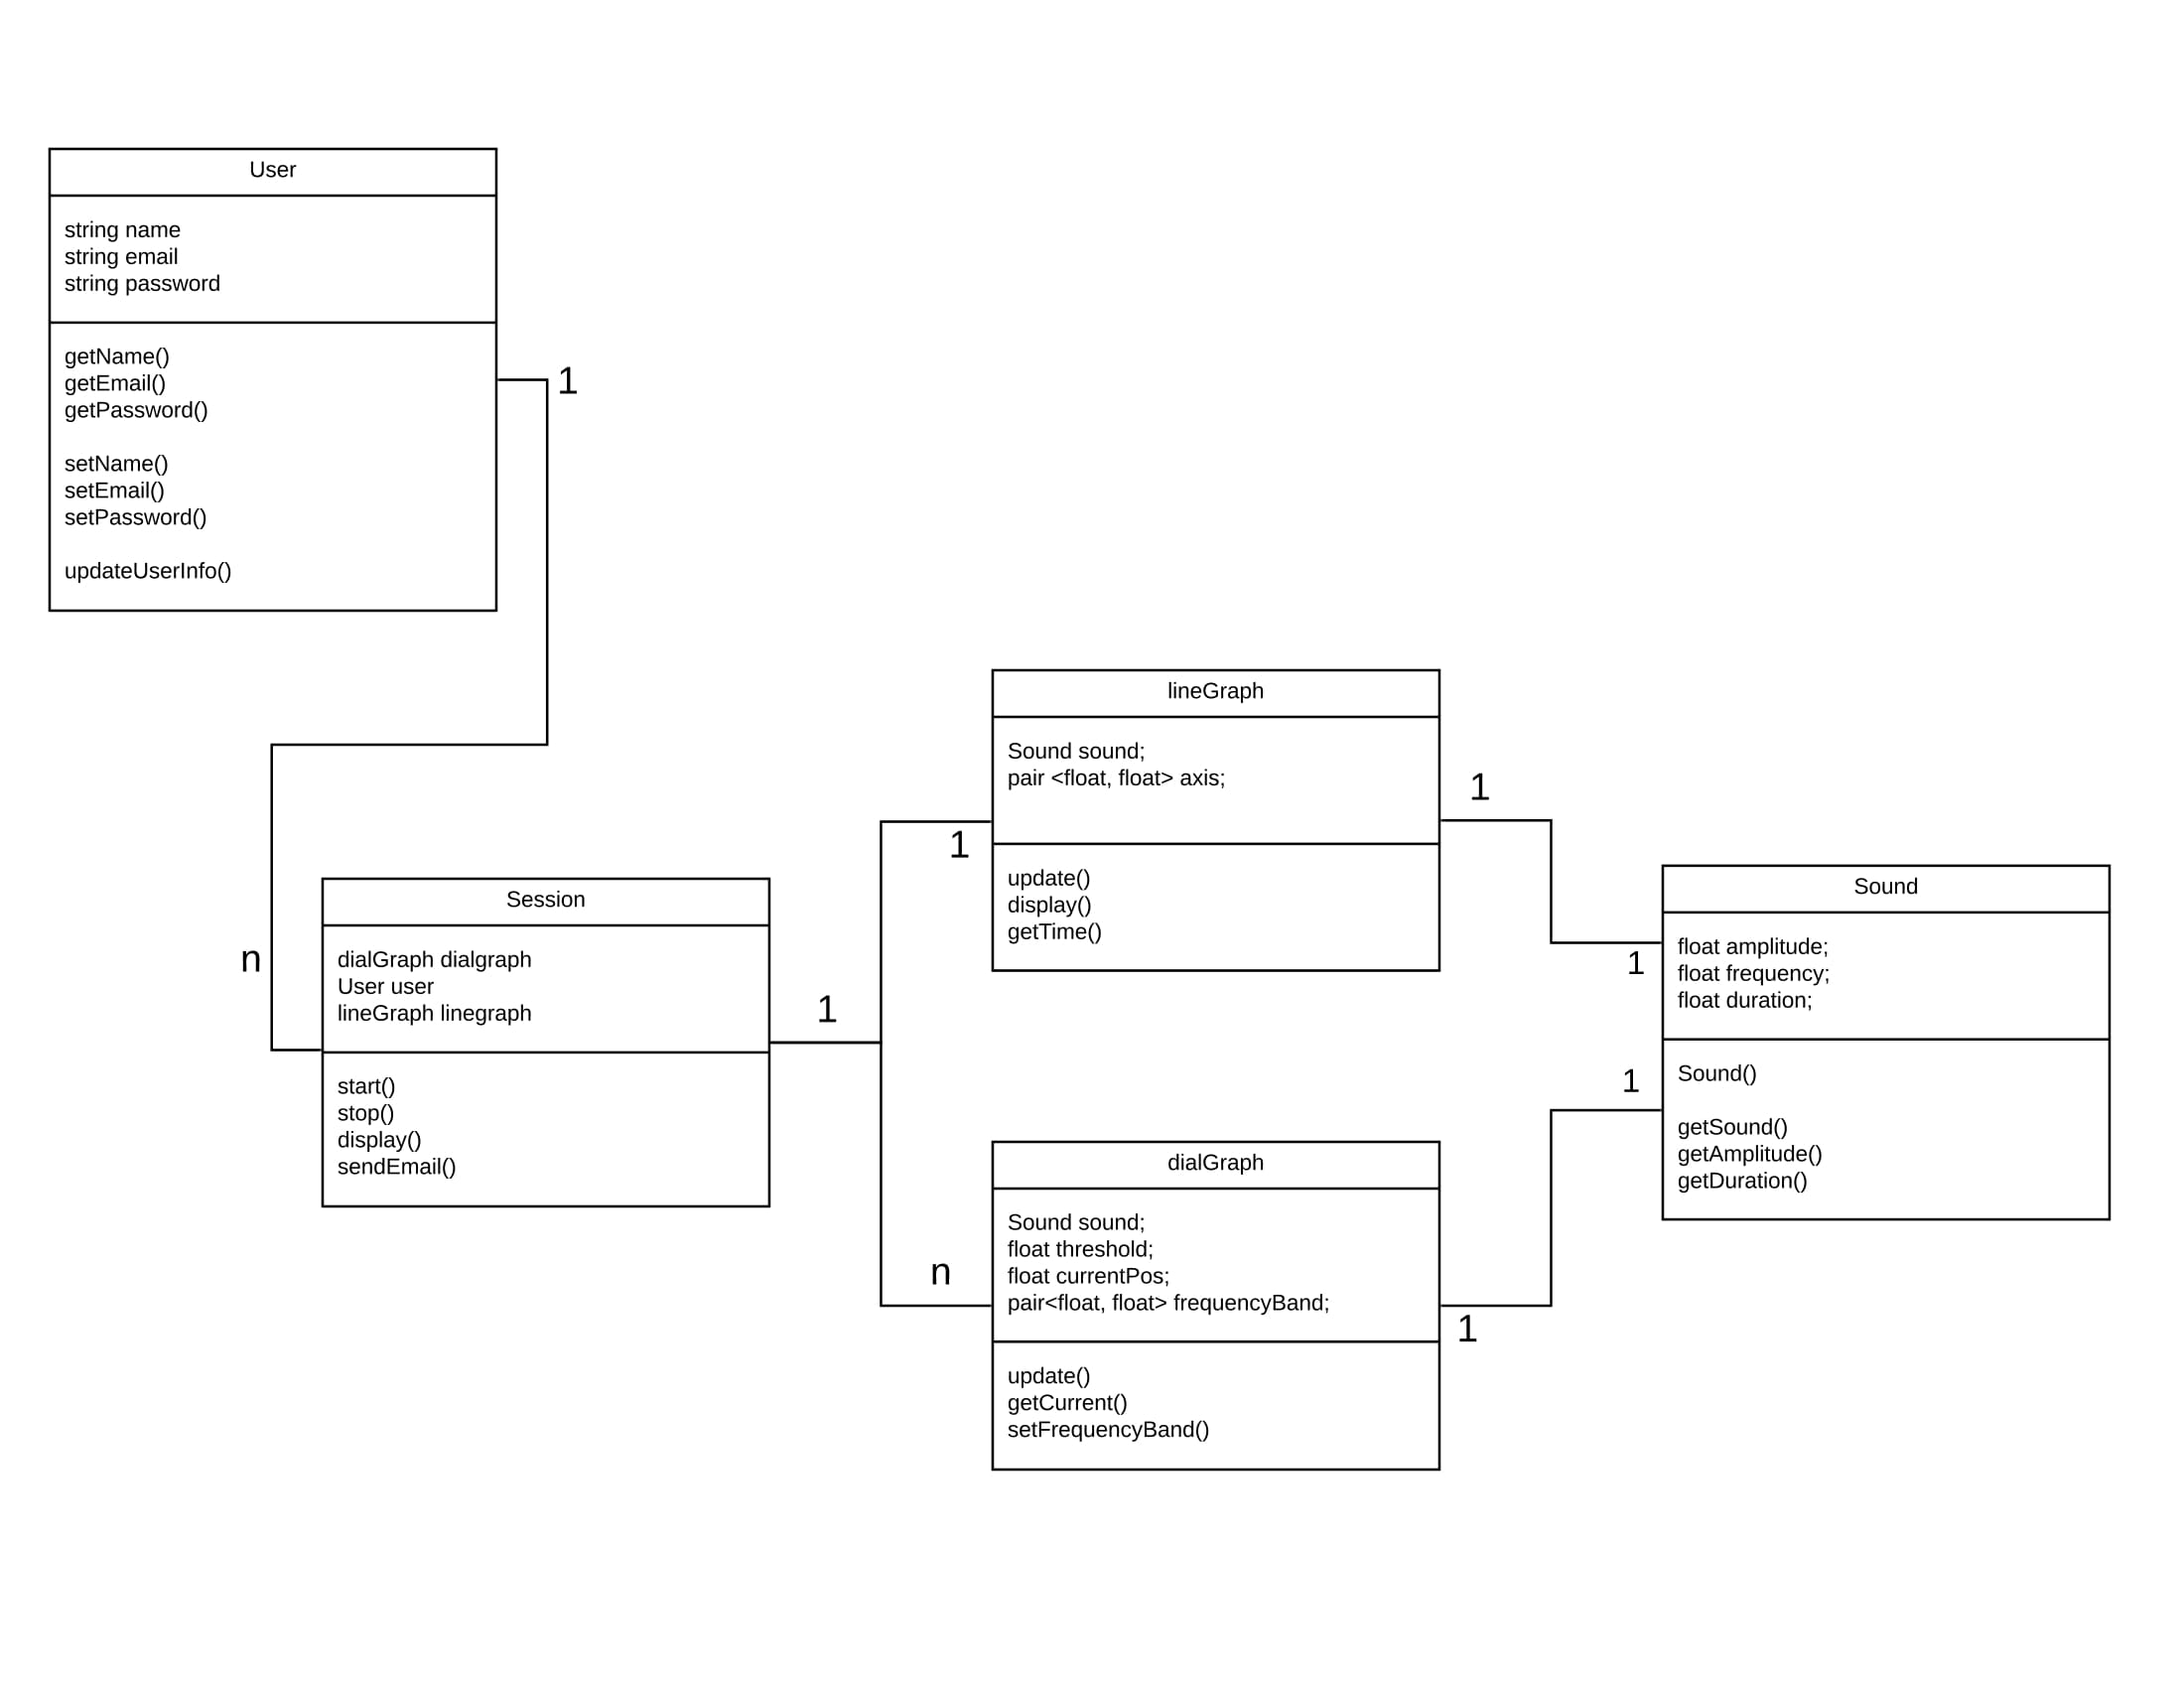 User
string name
string email
string password
getName()
getEmail()
getPassword()
setName()
setEmail()
setPassword()
updateUserInfo()
1
n
Session
dialGraph dialgraph
User user
lineGraph linegraph
start()
stop()
display()
sendEmail()
1
1
n
lineGraph
Sound sound;
pair <float, float> axis;
update()
display()
getTime()
1
1
dialGraph
Sound sound;
float threshold;
float currentPos;
pair<float, float> frequencyBand;
update()
getCurrent()
setFrequencyBand()
1
1
Sound
float amplitude;
float frequency;
float duration;
Sound()
getSound()
getAmplitude()
getDuration()